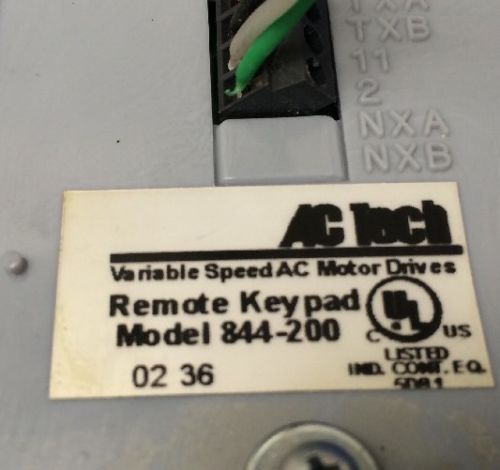 TXA
TXB
11
2
NXA
NXB
AC Tech
Variable Speed AC Motor Drives
Remote Keypad
Model 844-200
UL
C US
LISTED
IND. CONT. EQ.
02 36